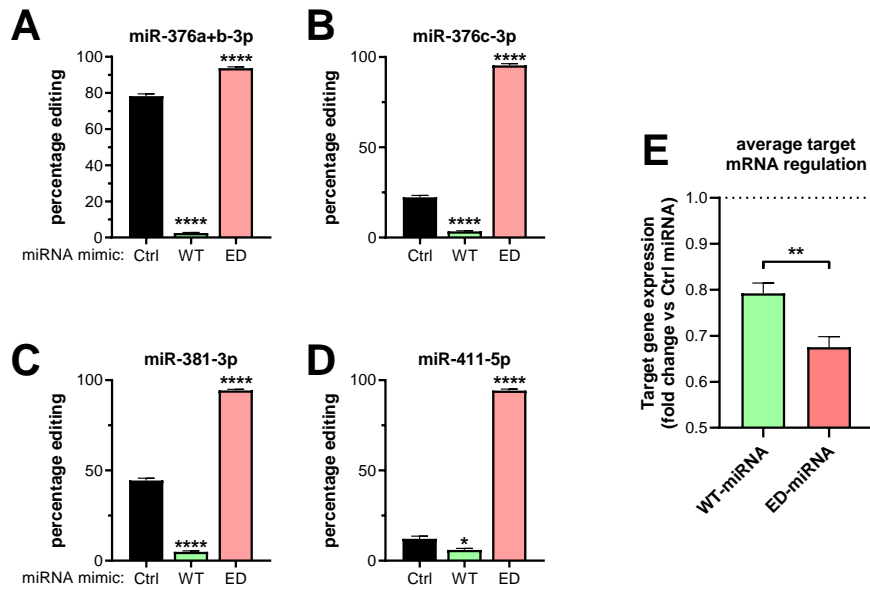 A
miR-376a+b-3p
percentage editing
100
80
60
40
20
0
****
****
miRNA mimic: Ctrl WT ED
B
miR-376c-3p
percentage editing
100
50
0
****
****
Ctrl WT ED
C
miR-381-3p
percentage editing
100
50
0
****
****
miRNA mimic: Ctrl WT ED
D
miR-411-5p
percentage editing
100
50
0
*
****
Ctrl WT ED
E
average target
mRNA regulation
Target gene expression
(fold change vs Ctrl miRNA)
1.0
0.9
0.8
0.7
0.6
0.5
**
WT-miRNA
ED-miRNA